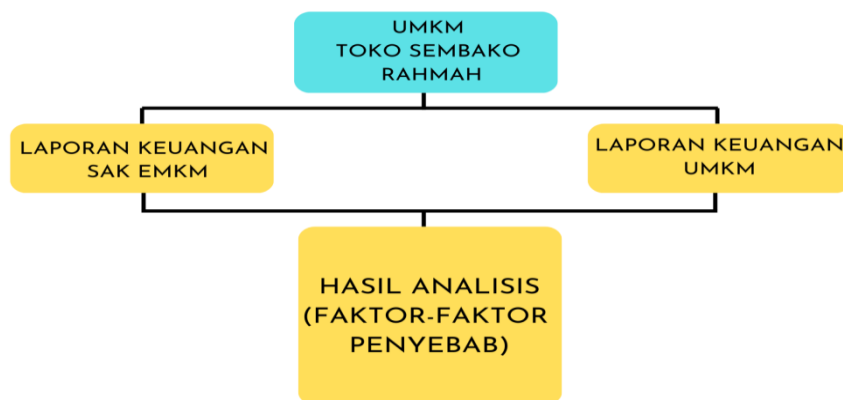 UMKM
TOKO SEMBAKO
RAHMAH
LAPORAN KEUANGAN
SAK EMKM
LAPORAN KEUANGAN
UMKM
HASIL ANALISIS
(FAKTOR-FAKTOR
PENYEBAB)